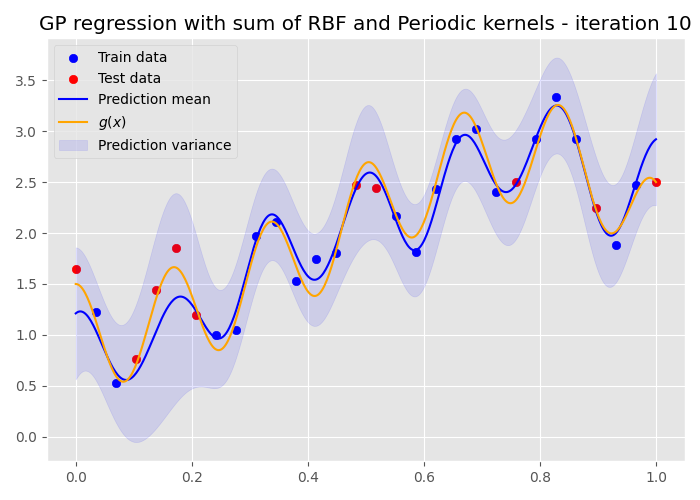 GP regression with sum of RBF and Periodic kernels - iteration 10
Train data
Test data
Prediction mean
g(x)
Prediction variance
3.5
3.0
2.5
2.0
1.5
1.0
0.5
0.0
0.0 0.2 0.4 0.6 0.8 1.0